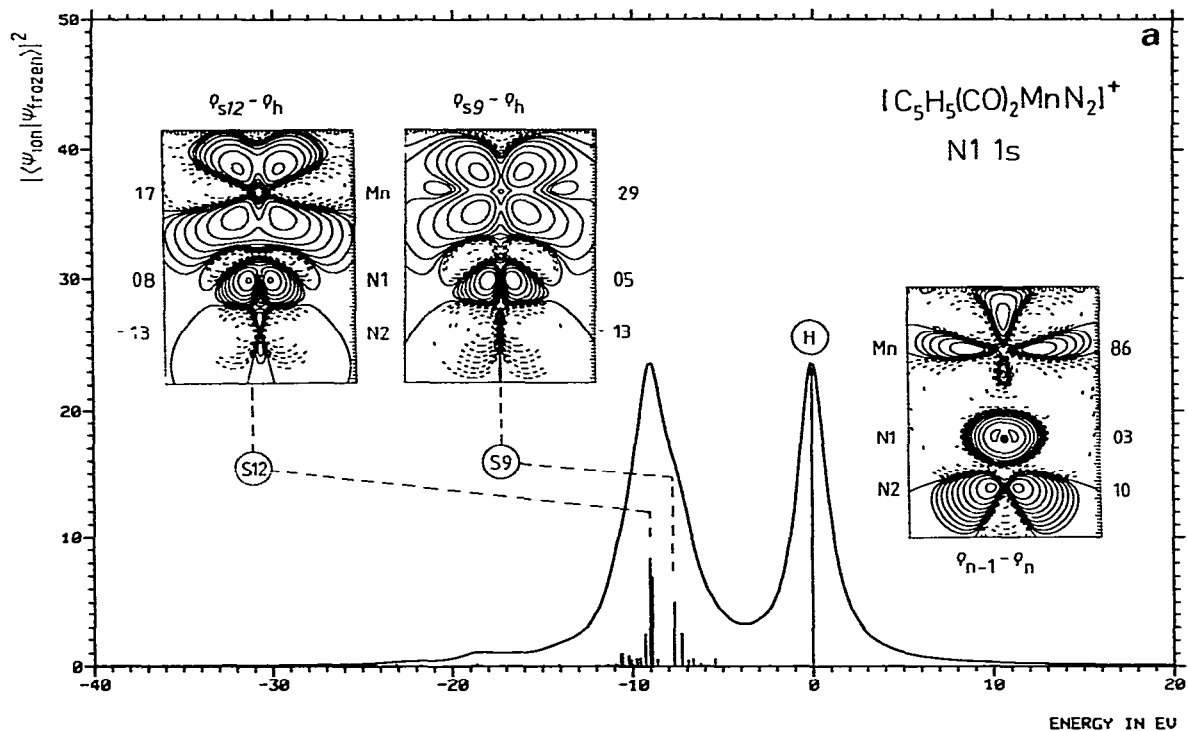 a
50
|⟨Ψion|Ψfrozen⟩|²
[C₅H₅(CO)₂MnN₂]⁺
N1 1s
ρs12 - ρh
ρs9 - ρh
40
17
Mn
29
30
08
N1
05
-13
N2
-13
H
Mn
86
20
N1
03
S12
S9
N2
10
10
ρn-1 - ρn
0
-40
-30
-20
-10
0
10
20
ENERGY IN EV